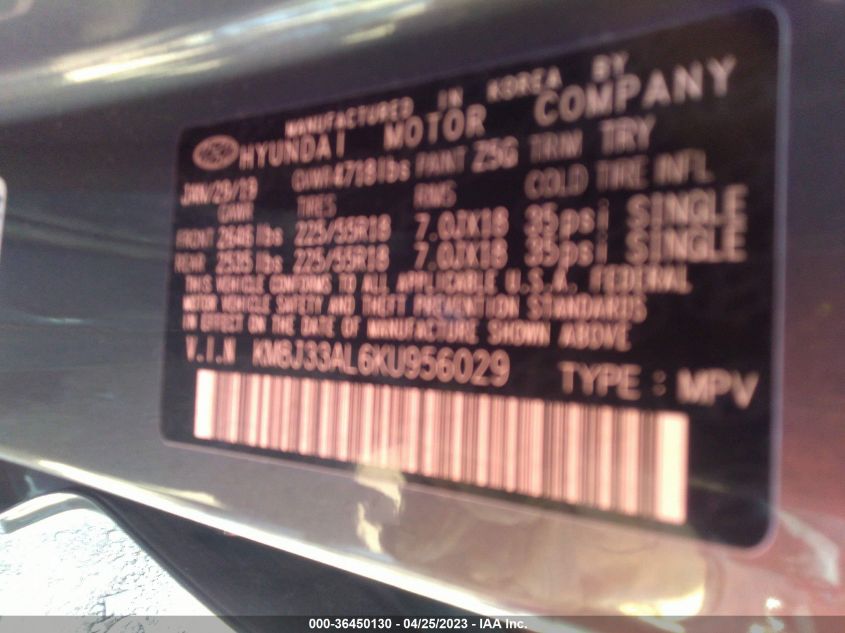 MANUFACTURED IN KOREA BY
HYUNDAI MOTOR COMPANY
JAN/29/19 GVWR 4718lbs PAINT Z5G TRIM TRY
GAWR TIRES RIMS COLD TIRE INFL
FRONT 2646 lbs 225/55R18 7.0JX18 35psi SINGLE
REAR 2535 lbs 225/55R18 7.0JX18 35psi SINGLE
THIS VEHICLE CONFORMS TO ALL APPLICABLE U.S.A. FEDERAL
MOTOR VEHICLE SAFETY AND THEFT PREVENTION STANDARDS
IN EFFECT ON THE DATE OF MANUFACTURE SHOWN ABOVE
V.I.N KM8J33AL6KU956029 TYPE : MPV
000-36450130 - 04/25/2023 - IAA Inc.